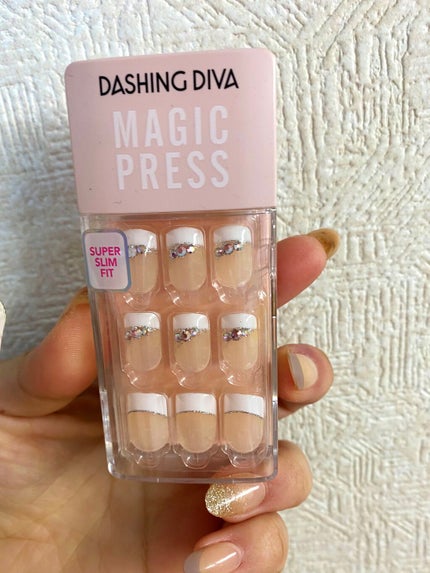 DASHING DIVA
MAGIC
PRESS
SUPER
SLIM
FIT